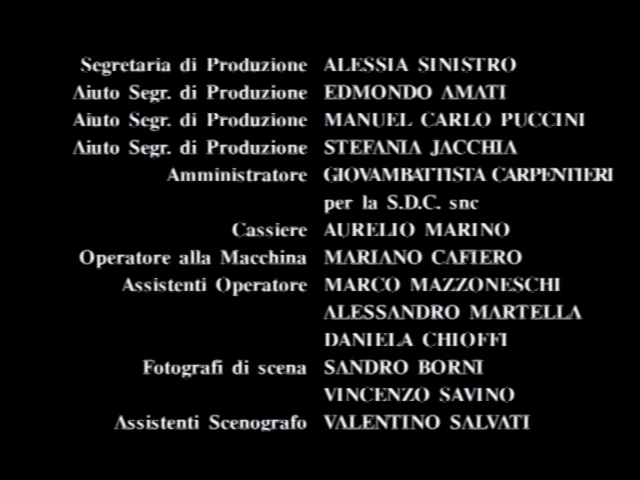 Segretaria di Produzione ALESSIA SINISTRO
Aiuto Segr. di Produzione EDMONDO AMATI
Aiuto Segr. di Produzione MANUEL CARLO PUCCINI
Aiuto Segr. di Produzione STEFANIA JACCHIA
Amministratore GIOVAMBATTISTA CARPENTIERI
per la S.D.C. snc
Cassiere AURELIO MARINO
Operatore alla Macchina MARIANO CAFIERO
Assistenti Operatore MARCO MAZZONESCHI
ALESSANDRO MARTELLA
DANIELA CHIOFFI
Fotografi di scena SANDRO BORNI
VINCENZO SAVINO
Assistenti Scenografo VALENTINO SALVATI